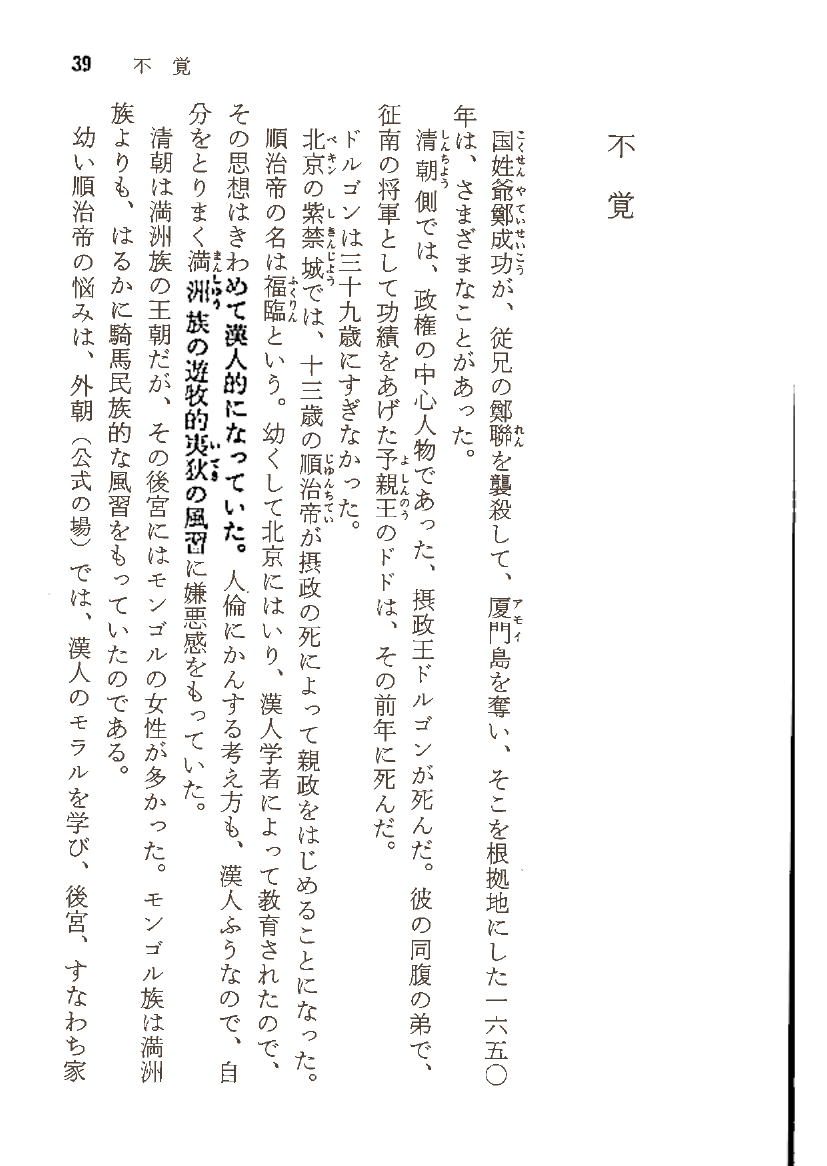 39 不覚
不覚
国姓爺鄭成功が、従兄の鄭聯を襲殺して、厦門島を奪い、そこを根拠地にした一六五〇
年は、さまざまなことがあった。
清朝側では、政権の中心人物であった、摂政王ドルゴンが死んだ。彼の同腹の弟で、
征南の将軍として功績をあげた予親王のドドは、その前年に死んだ。
ドルゴンは三十九歳にすぎなかった。
北京の紫禁城では、十三歳の順治帝が摂政の死によって親政をはじめることになった。
順治帝の名は福臨という。幼くして北京にはいり、漢人学者によって教育されたので、
その思想はきわめて漢人的になっていた。人倫にかんする考え方も、漢人ふうなので、自
分をとりまく満洲族の遊牧的夷狄の風習に嫌悪感をもっていた。
清朝は満洲族の王朝だが、その後宮にはモンゴルの女性が多かった。モンゴル族は満洲
族よりも、はるかに騎馬民族的な風習をもっていたのである。
幼い順治帝の悩みは、外朝（公式の場）では、漢人のモラルを学び、後宮、すなわち家